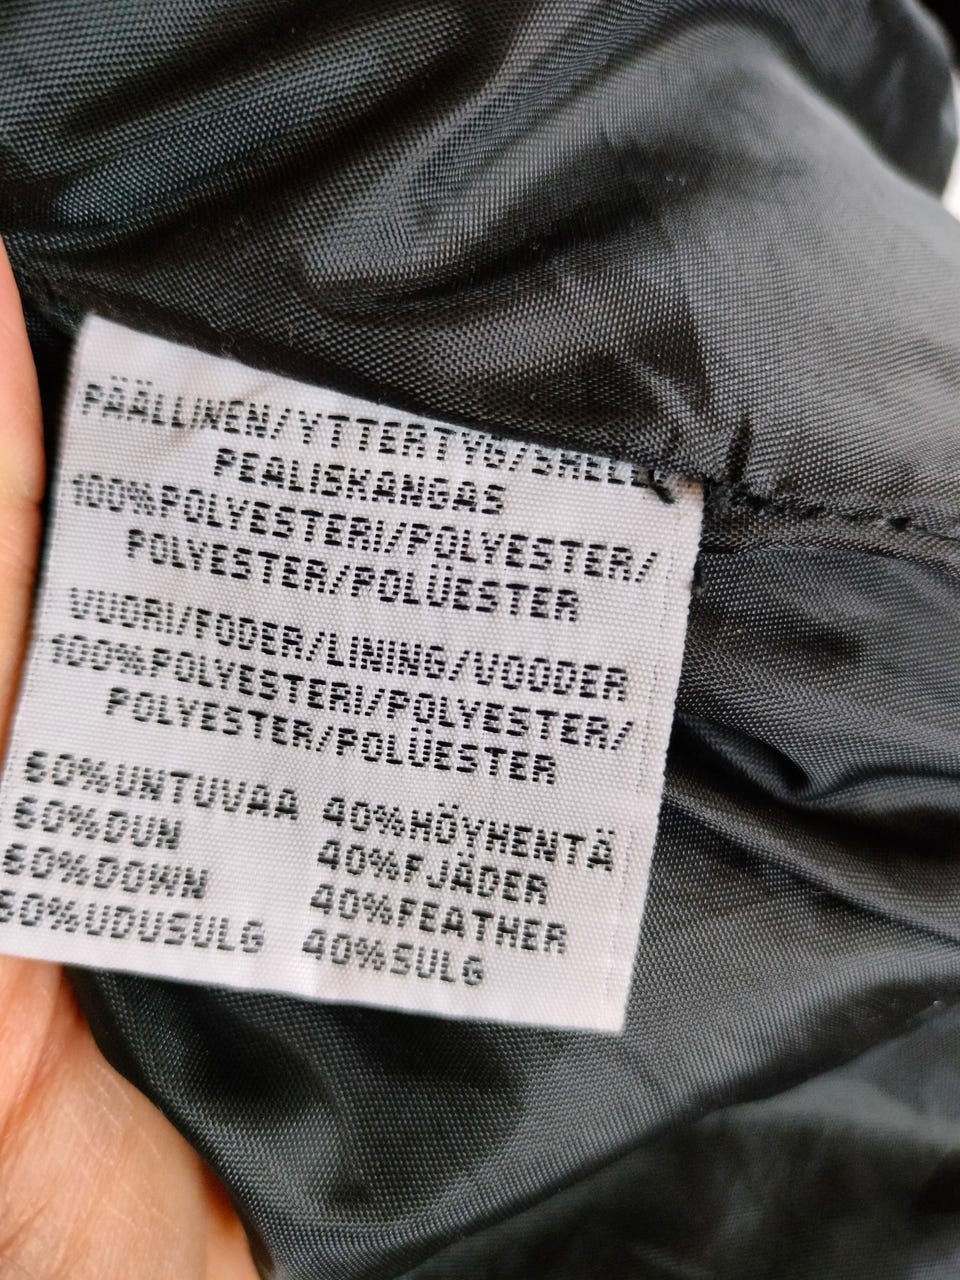 PÄÄLLINEN/YTTERTYG/SHELL/
PEALISKANGAS
100%POLYESTERI/POLYESTER/
POLYESTER/POLÜESTER
VUORI/FODER/LINING/VOODER
100%POLYESTERI/POLYESTER/
POLYESTER/POLÜESTER
60%UNTUVAA 40%HÖYHENTÄ
60%DUN 40%FJÄDER
60%DOWN 40%FEATHER
60%UDUSULG 40%SULG